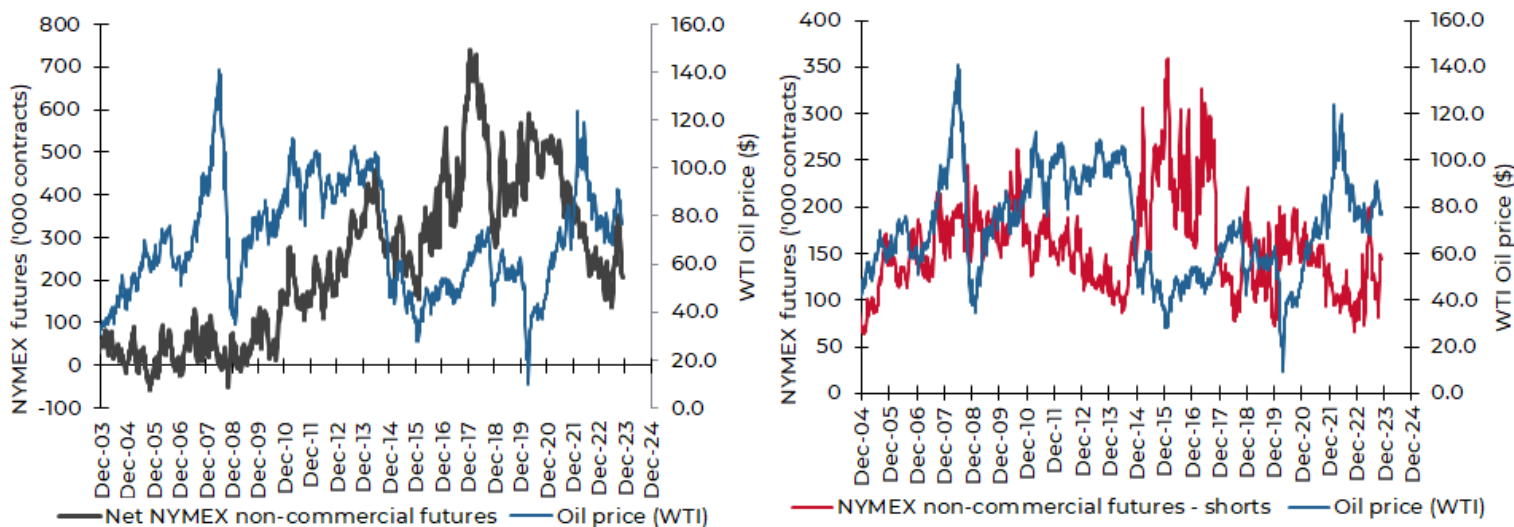 NYMEX futures ('000 contracts)
800
700
600
500
400
300
200
100
0
-100
160.0
140.0
120.0
100.0
80.0
60.0
40.0
20.0
0.0
WTI Oil price ($)
Dec-03
Dec-04
Dec-05
Dec-06
Dec-07
Dec-08
Dec-09
Dec-10
Dec-11
Dec-12
Dec-13
Dec-14
Dec-15
Dec-16
Dec-17
Dec-18
Dec-19
Dec-20
Dec-21
Dec-22
Dec-23
Dec-24
Net NYMEX non-commercial futures
Oil price (WTI)
NYMEX futures ('000 contracts)
400
350
300
250
200
150
100
50
0
160.0
140.0
120.0
100.0
80.0
60.0
40.0
20.0
0.0
WTI Oil price ($)
Dec-04
Dec-05
Dec-06
Dec-07
Dec-08
Dec-09
Dec-10
Dec-11
Dec-12
Dec-13
Dec-14
Dec-15
Dec-16
Dec-17
Dec-18
Dec-19
Dec-20
Dec-21
Dec-22
Dec-23
Dec-24
NYMEX non-commercial futures - shorts
Oil price (WTI)